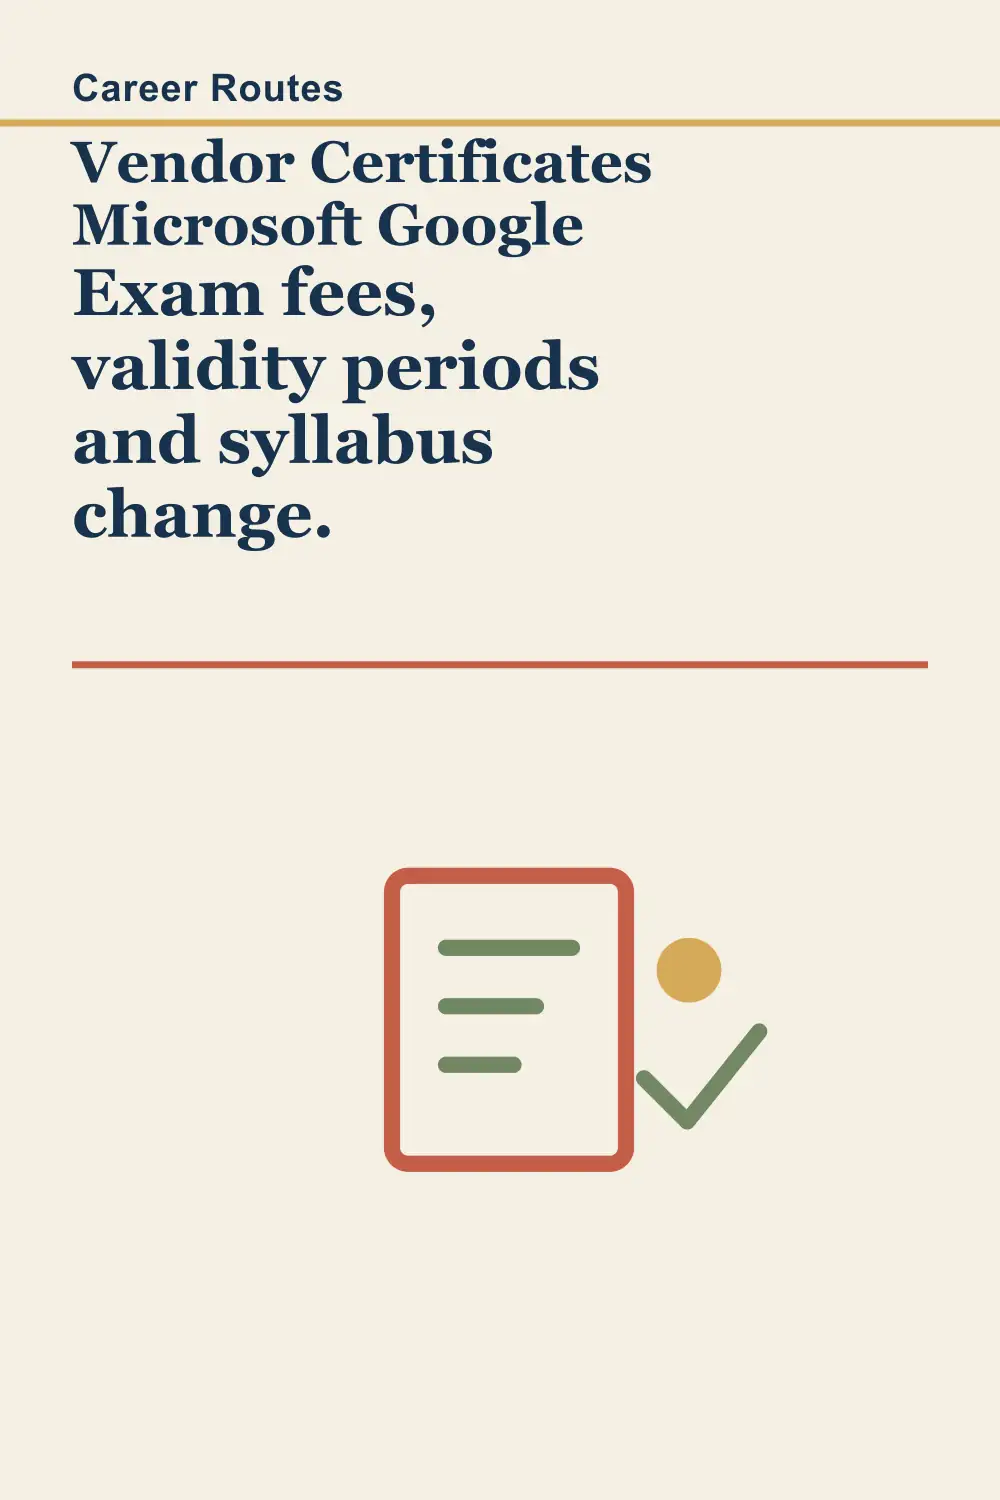 Career Routes
Vendor Certificates
Microsoft Google
Exam fees,
validity periods
and syllabus
change.